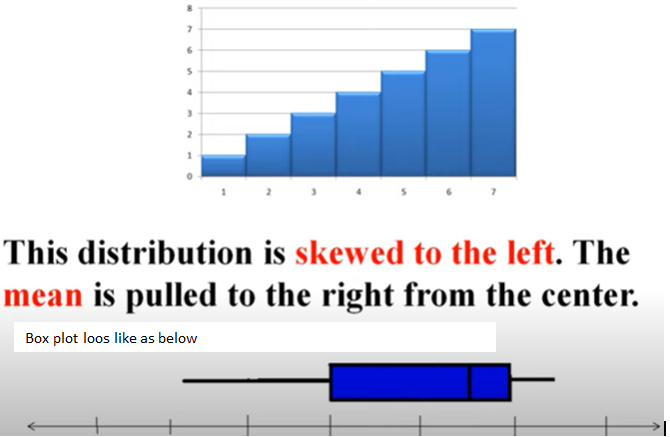 8
7
6
5
4
3
2
1
0
1 2 3 4 5 6 7
This distribution is skewed to the left. The
mean is pulled to the right from the center.
Box plot loos like as below